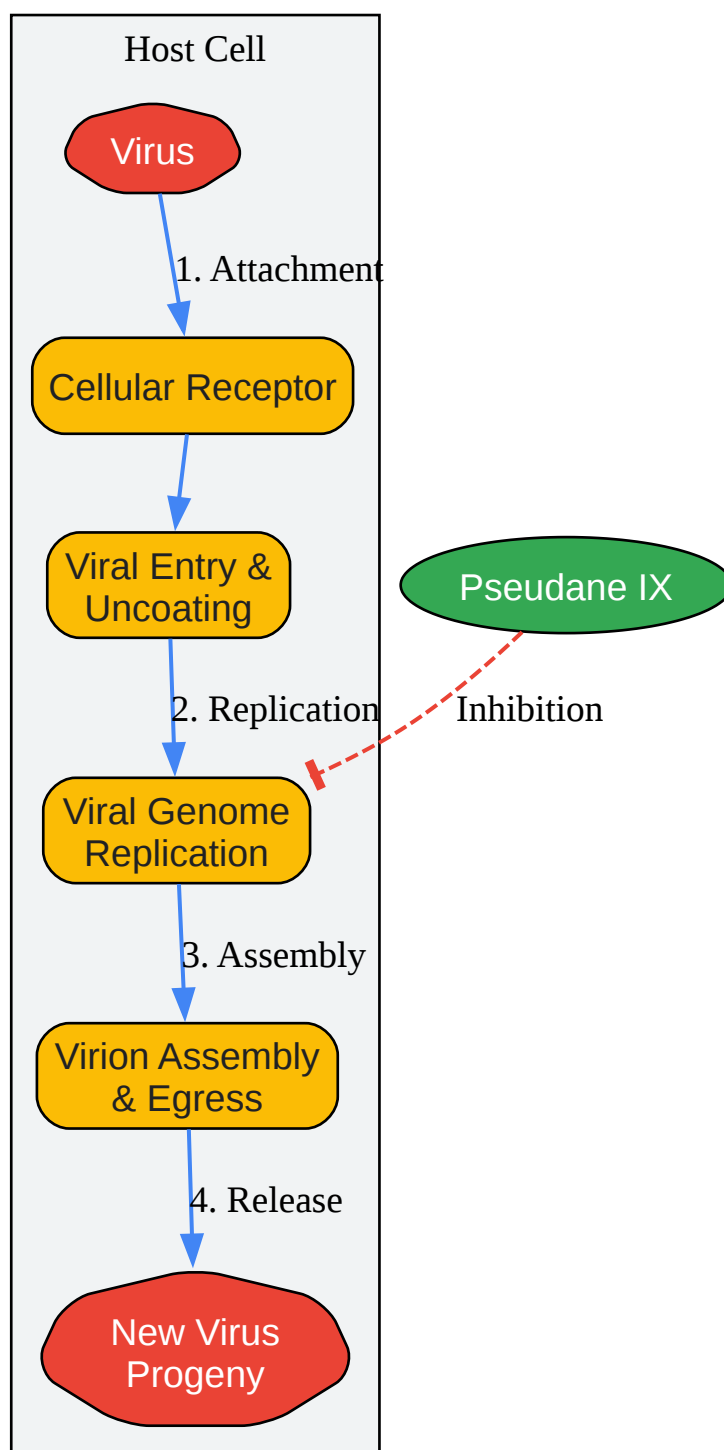 Host Cell
Virus
1. Attachment
Cellular Receptor
Viral Entry &
Uncoating
Pseudane IX
2. Replication
Inhibition
Viral Genome
Replication
3. Assembly
Virion Assembly
& Egress
4. Release
New Virus
Progeny